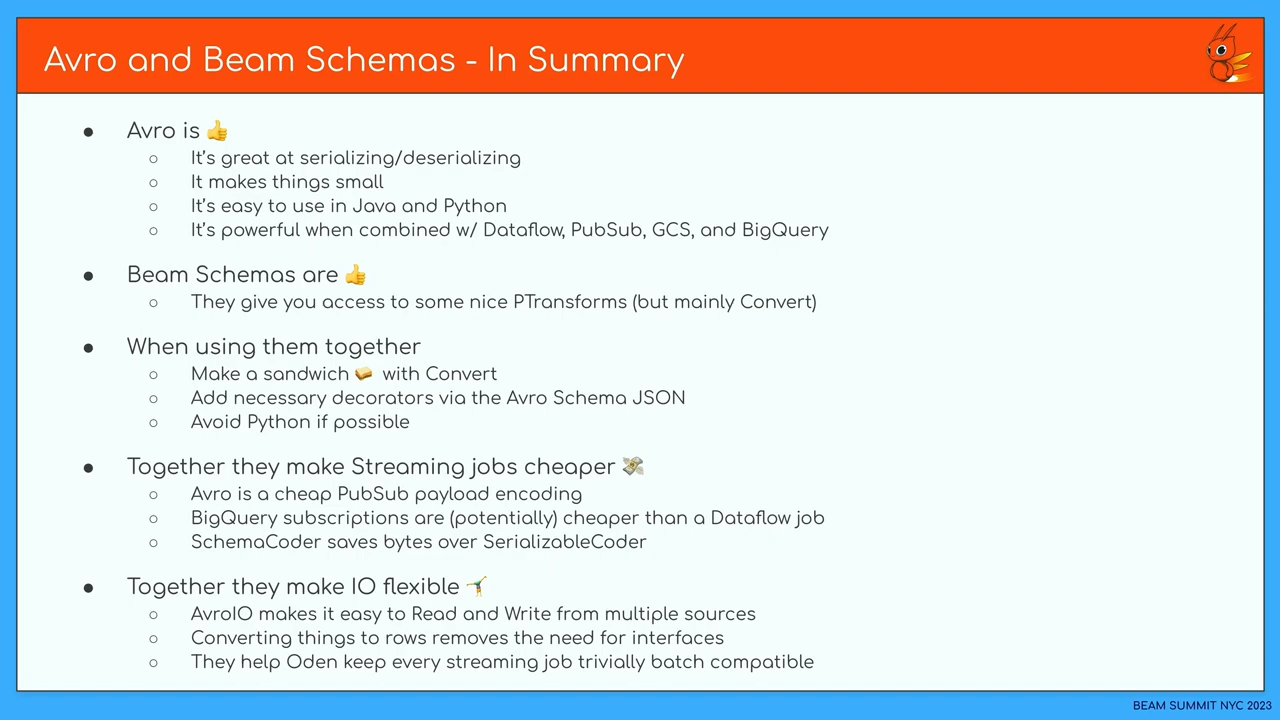 Avro and Beam Schemas - In Summary
● Avro is 👍
○ It's great at serializing/deserializing
○ It makes things small
○ It's easy to use in Java and Python
○ It's powerful when combined w/ Dataflow, PubSub, GCS, and BigQuery
● Beam Schemas are 👍
○ They give you access to some nice PTransforms (but mainly Convert)
● When using them together
○ Make a sandwich 🥪 with Convert
○ Add necessary decorators via the Avro Schema JSON
○ Avoid Python if possible
● Together they make Streaming jobs cheaper 💸
○ Avro is a cheap PubSub payload encoding
○ BigQuery subscriptions are (potentially) cheaper than a Dataflow job
○ SchemaCoder saves bytes over SerializableCoder
● Together they make IO flexible 🤸
○ AvroIO makes it easy to Read and Write from multiple sources
○ Converting things to rows removes the need for interfaces
○ They help Oden keep every streaming job trivially batch compatible
BEAM SUMMIT NYC 2023